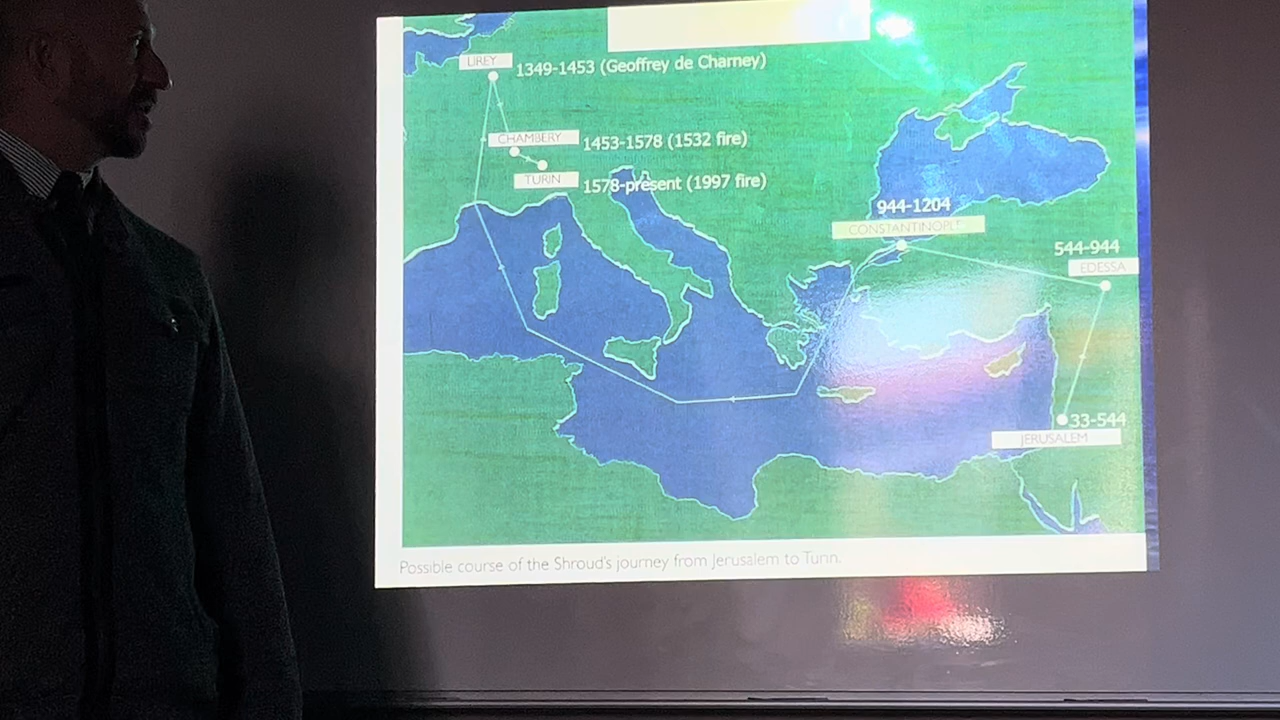 LIREY
1349-1453 (Geoffrey de Charney)
CHAMBERY
1453-1578 (1532 fire)
TURIN
1578-present (1997 fire)
944-1204
CONSTANTINOPLE
544-944
EDESSA
33-544
JERUSALEM
Possible course of the Shroud's journey from Jerusalem to Turin.